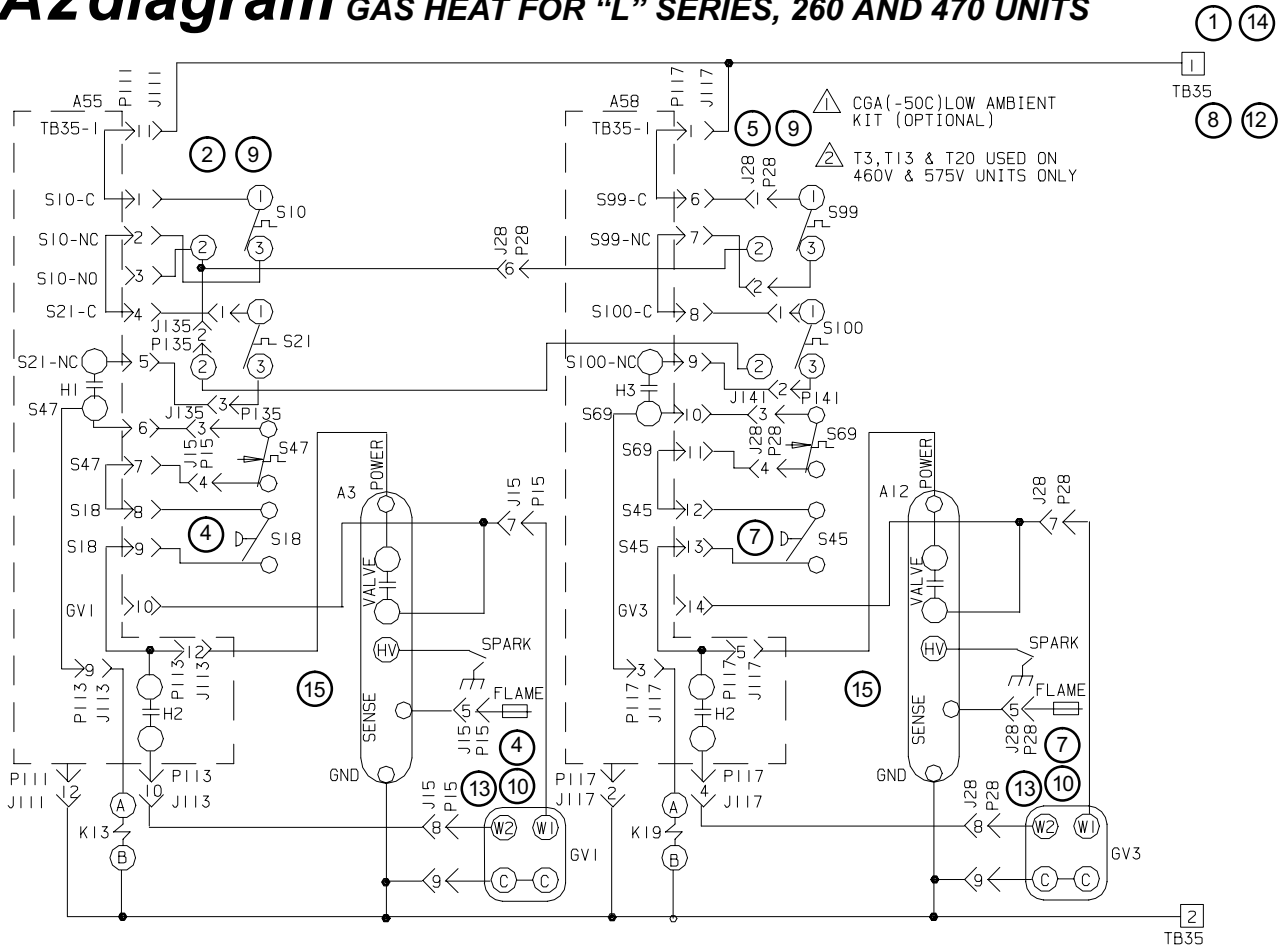 A2 diagram GAS HEAT FOR “L” SERIES, 260 AND 470 UNITS
1 14
1
TB35
8 12
P111 J111
P117 J117
A55
A58
TB35-1 11
TB35-1 1
2 9
5 9
1 CGA(-50C)LOW AMBIENT
KIT (OPTIONAL)
2 T3,T13 & T20 USED ON
460V & 575V UNITS ONLY
J28 P28
S10-C 1 1
S10
S99-C 6 1 1
S99
S10-NC 2 2 3
J28 P28
6
S99-NC 7 2 3
S10-NO 3
2
S21-C 4 1 1
J135 2
P135
S21
S100-C 8 1 1
S100
S21-NC 5 2 3
S100-NC 9 2 3
H1
3
J135 P135
H3
2
J141 P141
S47
6 3
S47
J15 P15
S69
10 3
S69
J28 P28
S47 7 4
S69 11 4
POWER
POWER
A3
A12
S18 8
S18
4
S45 12
S45
7
J15 P15
7
J28 P28
7
S18 9
S45 13
VALVE
VALVE
GV1 10
GV3 14
12
P113 J113
5
P117 J117
HV
SPARK
HV
SPARK
9
P113 J113
3
P117 J117
15
15
H2
H2
SENSE
SENSE
5
FLAME
J15 P15
5
FLAME
J28 P28
4
7
GND
GND
P111
J111
12
P113
10
J113
P117
J117
2
P117
4
J117
13 10
13 10
J15 P15
J28 P28
A
K13
B
A
K19
B
8 W2 W1
GV1
8 W2 W1
GV3
9 C C
9 C C
2
TB35